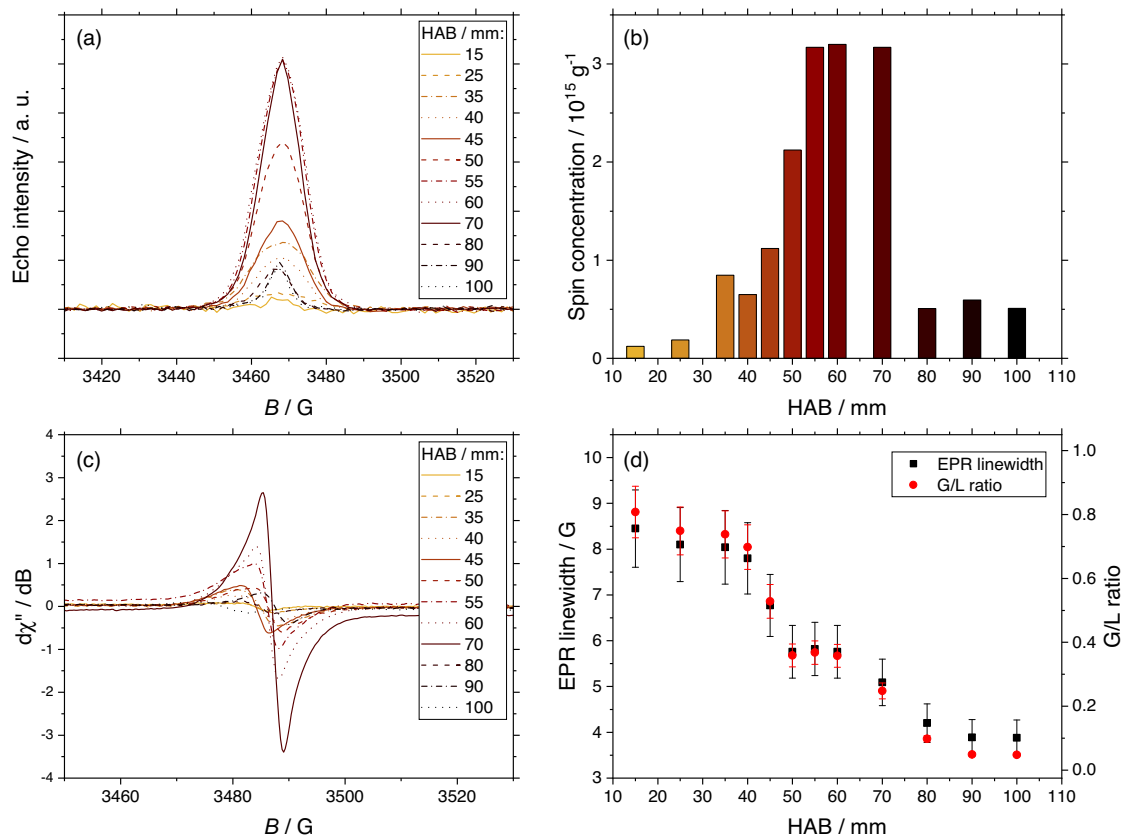 (a)
HAB / mm:
15
25
35
40
45
50
55
60
70
80
90
100
Echo intensity / a. u.
3420 3440 3460 3480 3500 3520
B / G
(b)
Spin concentration / 10¹⁵ g⁻¹
3
2
1
0
10 20 30 40 50 60 70 80 90 100 110
HAB / mm
(c)
HAB / mm:
15
25
35
40
45
50
55
60
70
80
90
100
dχ" / dB
4
3
2
1
0
-1
-2
-3
-4
3460 3480 3500 3520
B / G
(d)
EPR linewidth
G/L ratio
EPR linewidth / G
10
9
8
7
6
5
4
3
1.0
0.8
0.6
0.4
0.2
0.0
G/L ratio
10 20 30 40 50 60 70 80 90 100 110
HAB / mm